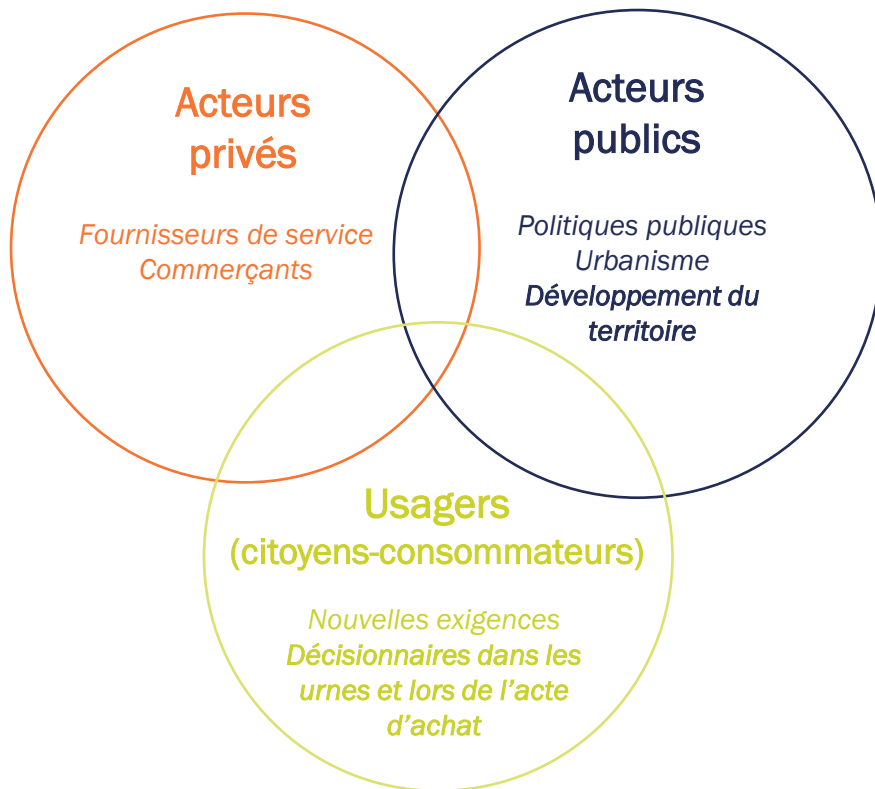 Acteurs
privés
Fournisseurs de service
Commerçants
Acteurs
publics
Politiques publiques
Urbanisme
Développement du
territoire
Usagers
(citoyens-consommateurs)
Nouvelles exigences
Décisionnaires dans les
urnes et lors de l’acte
d’achat